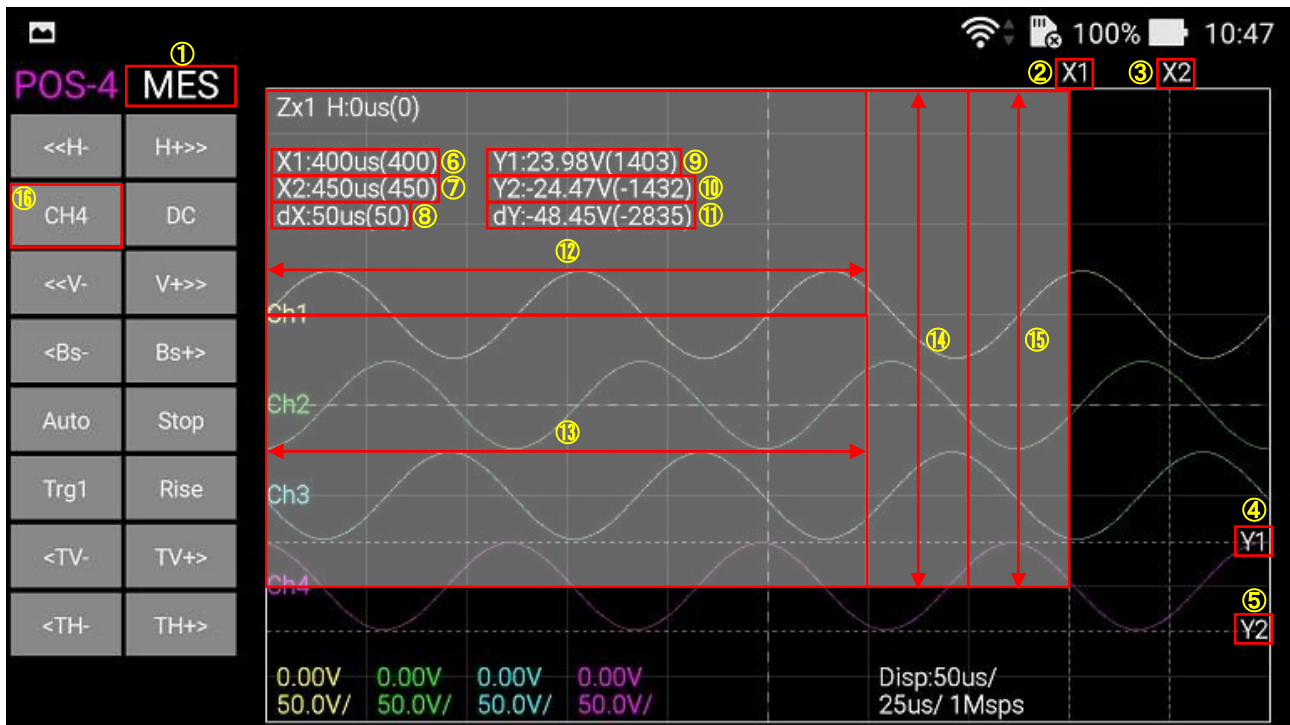 100% 10:47
① ② X1 ③ X2
POS-4 MES
Zx1 H:0us(0)
<<H- H+>>
X1:400us(400) ⑥ Y1:23.98V(1403) ⑨
X2:450us(450) ⑦ Y2:-24.47V(-1432) ⑩
dX:50us(50) ⑧ dY:-48.45V(-2835) ⑪
⑯ CH4 DC
⑫
<<V- V+>>
Ch1
⑭ ⑮
<Bs- Bs+>
Ch2
Auto Stop
⑬
Trg1 Rise
Ch3
④
Y1
<TV- TV+>
Ch4
⑤
Y2
<TH- TH+>
0.00V 0.00V 0.00V 0.00V Disp:50us/
50.0V/ 50.0V/ 50.0V/ 50.0V/ 25us/ 1Msps